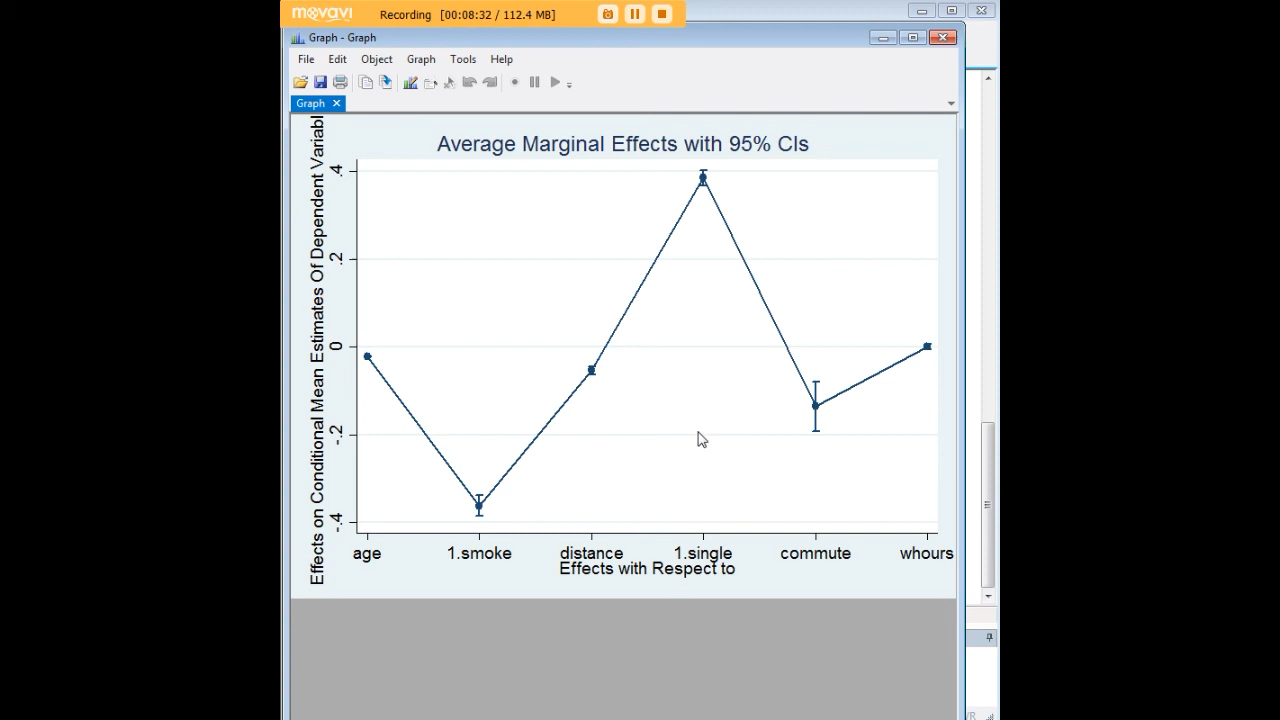 movavi
Recording [00:08:32 / 112.4 MB]
Graph - Graph
File Edit Object Graph Tools Help
Graph
Average Marginal Effects with 95% CIs
Effects on Conditional Mean Estimates Of Dependent Variabl
.4
.2
0
-.2
-.4
age 1.smoke distance 1.single commute whours
Effects with Respect to